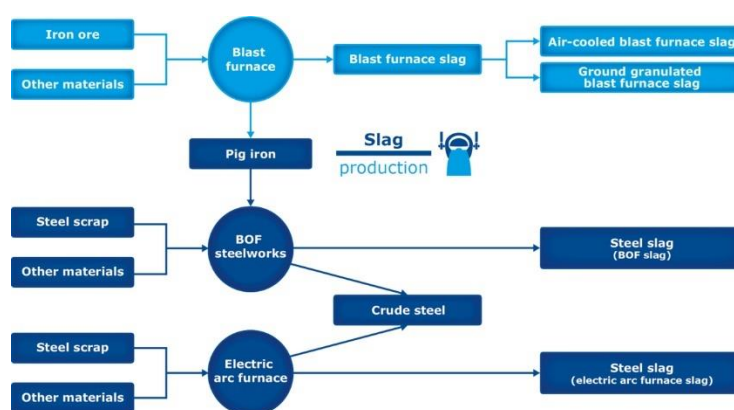 Iron ore
Other materials
Blast
furnace
Blast furnace slag
Air-cooled blast furnace slag
Ground granulated
blast furnace slag
Pig iron
Slag
production
Steel scrap
Other materials
BOF
steelworks
Steel slag
(BOF slag)
Crude steel
Steel scrap
Other materials
Electric
arc furnace
Steel slag
(electric arc furnace slag)